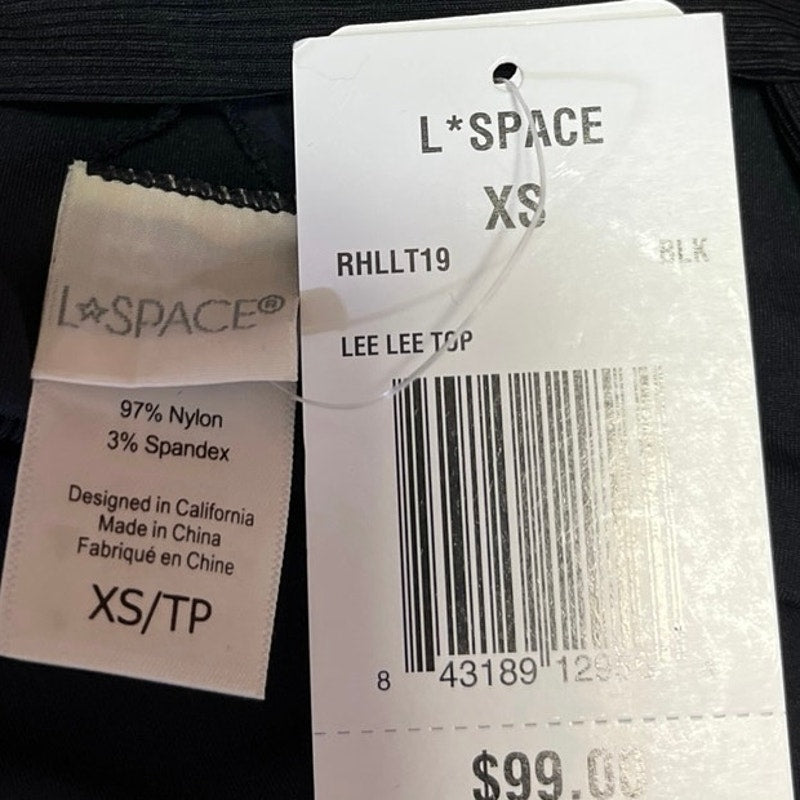 L*SPACE®
97% Nylon
3% Spandex
Designed in California
Made in China
Fabriqué en Chine
XS/TP
L*SPACE
XS
RHLLT19 BLK
LEE LEE TOP
8 43189
$99.00